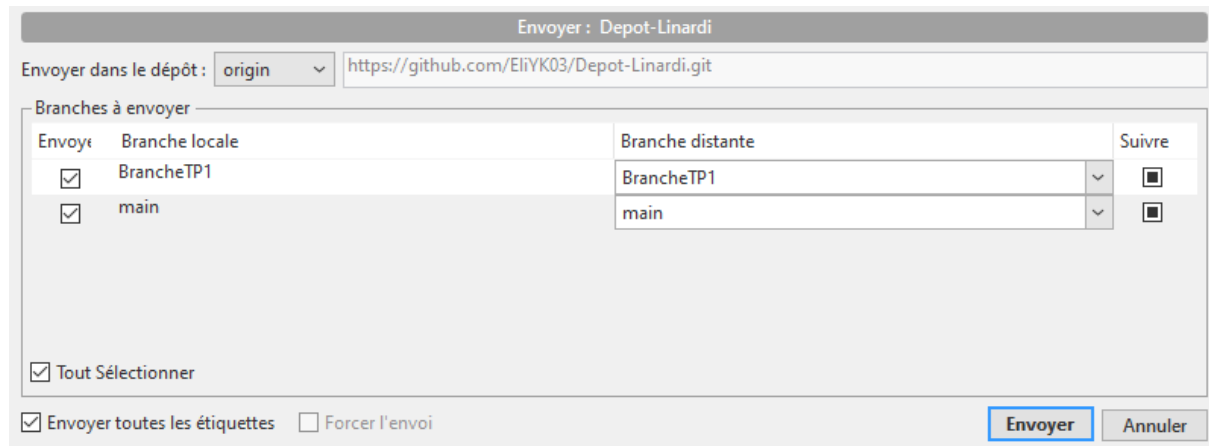 Envoyer : Depot-Linardi
Envoyer dans le dépôt : origin https://github.com/EliYK03/Depot-Linardi.git
Branches à envoyer
Envoye Branche locale Branche distante Suivre
BrancheTP1 BrancheTP1
main main
Tout Sélectionner
Envoyer toutes les étiquettes Forcer l'envoi Envoyer Annuler